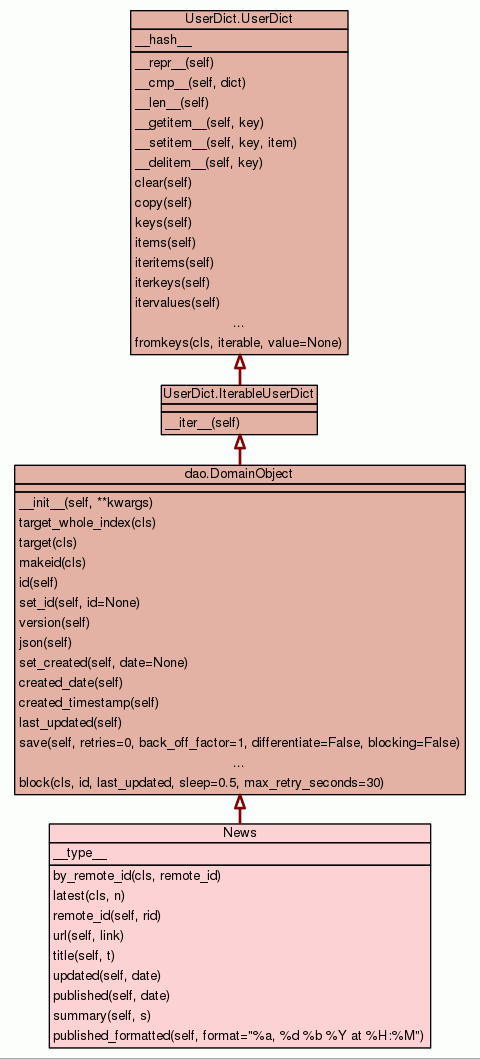 UserDict.UserDict
__hash__
__repr__(self)
__cmp__(self, dict)
__len__(self)
__getitem__(self, key)
__setitem__(self, key, item)
__delitem__(self, key)
clear(self)
copy(self)
keys(self)
items(self)
iteritems(self)
iterkeys(self)
itervalues(self)
...
fromkeys(cls, iterable, value=None)
UserDict.IterableUserDict
__iter__(self)
dao.DomainObject
__init__(self, **kwargs)
target_whole_index(cls)
target(cls)
makeid(cls)
id(self)
set_id(self, id=None)
version(self)
json(self)
set_created(self, date=None)
created_date(self)
created_timestamp(self)
last_updated(self)
save(self, retries=0, back_off_factor=1, differentiate=False, blocking=False)
...
block(cls, id, last_updated, sleep=0.5, max_retry_seconds=30)
News
__type__
by_remote_id(cls, remote_id)
latest(cls, n)
remote_id(self, rid)
url(self, link)
title(self, t)
updated(self, date)
published(self, date)
summary(self, s)
published_formatted(self, format="%a, %d %b %Y at %H:%M")